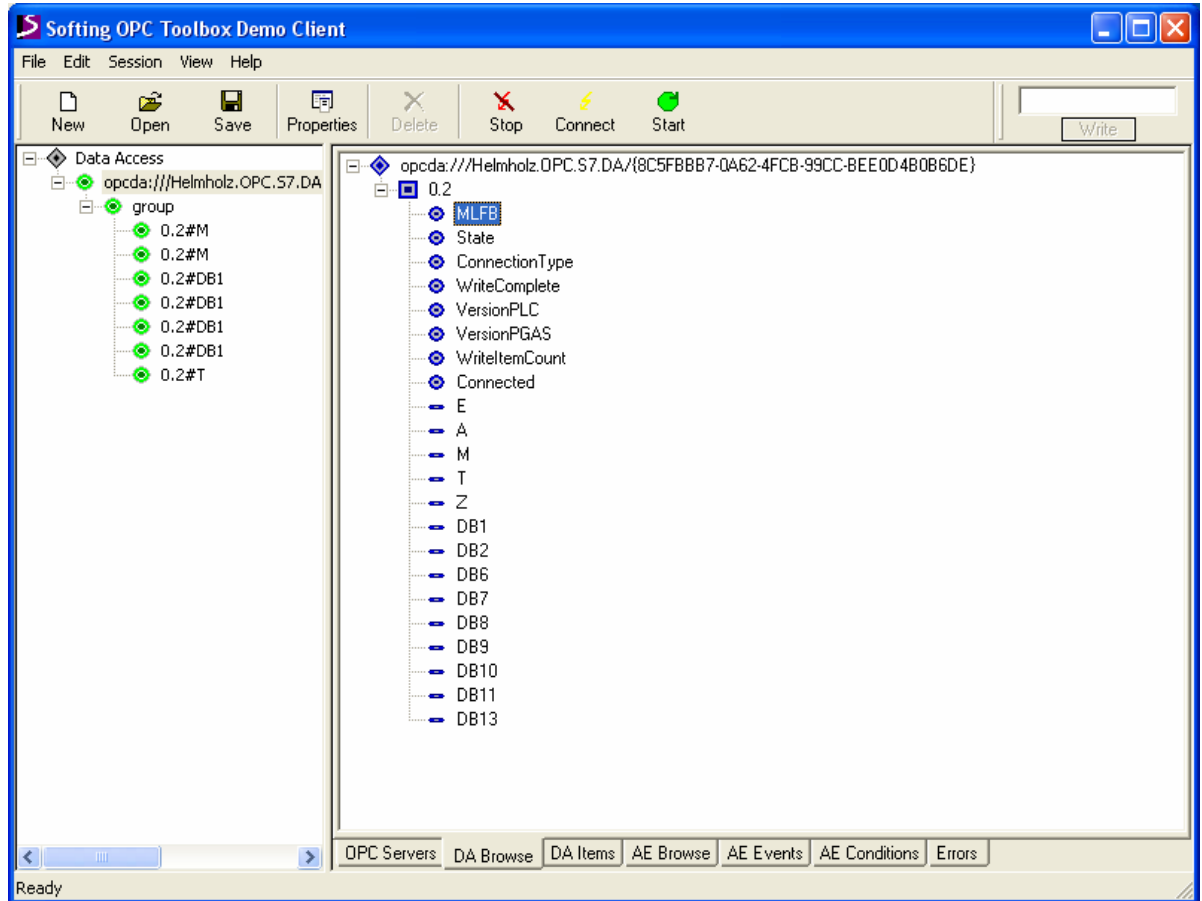 Softing OPC Toolbox Demo Client
File Edit Session View Help
New Open Save Properties Delete Stop Connect Start Write
Data Access
opcda:///Helmholz.OPC.S7.DA
group
0.2#M
0.2#M
0.2#DB1
0.2#DB1
0.2#DB1
0.2#DB1
0.2#T
opcda:///Helmholz.OPC.S7.DA/{8C5FBBB7-0A62-4FCB-99CC-BEE0D4B0B6DE}
0.2
MLFB
State
ConnectionType
WriteComplete
VersionPLC
VersionPGAS
WriteItemCount
Connected
E
A
M
T
Z
DB1
DB2
DB6
DB7
DB8
DB9
DB10
DB11
DB13
OPC Servers DA Browse DA Items AE Browse AE Events AE Conditions Errors
Ready